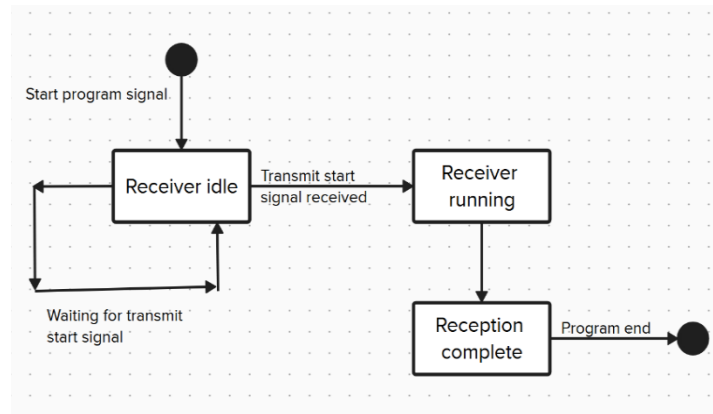 Start program signal
Receiver idle
Transmit start
signal received
Receiver
running
Waiting for transmit
start signal
Reception
complete
Program end